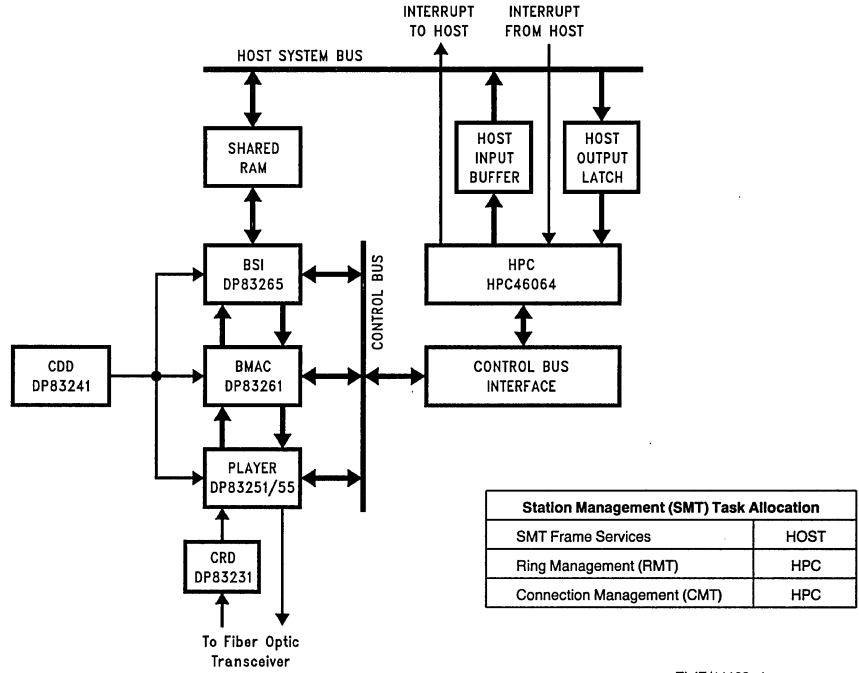 INTERRUPT
TO HOST
INTERRUPT
FROM HOST
HOST SYSTEM BUS
SHARED
RAM
HOST
INPUT
BUFFER
HOST
OUTPUT
LATCH
BSI
DP83265
CONTROL BUS
HPC
HPC46064
CDD
DP83241
BMAC
DP83261
CONTROL BUS
INTERFACE
PLAYER
DP83251/55
CRD
DP83231
To Fiber Optic
Transceiver
Station Management (SMT) Task Allocation
SMT Frame Services HOST
Ring Management (RMT) HPC
Connection Management (CMT) HPC